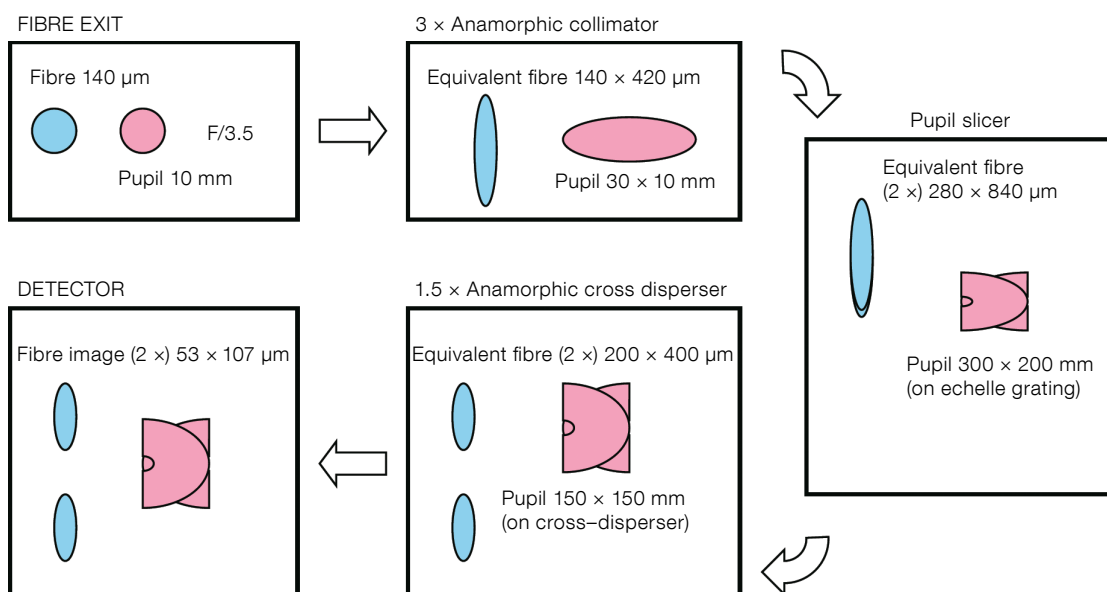 FIBRE EXIT
Fibre 140 µm
F/3.5
Pupil 10 mm
3 × Anamorphic collimator
Equivalent fibre 140 × 420 µm
Pupil 30 × 10 mm
Pupil slicer
Equivalent fibre
(2 ×) 280 × 840 µm
Pupil 300 × 200 mm
(on echelle grating)
1.5 × Anamorphic cross disperser
Equivalent fibre (2 ×) 200 × 400 µm
Pupil 150 × 150 mm
(on cross–disperser)
DETECTOR
Fibre image (2 ×) 53 × 107 µm